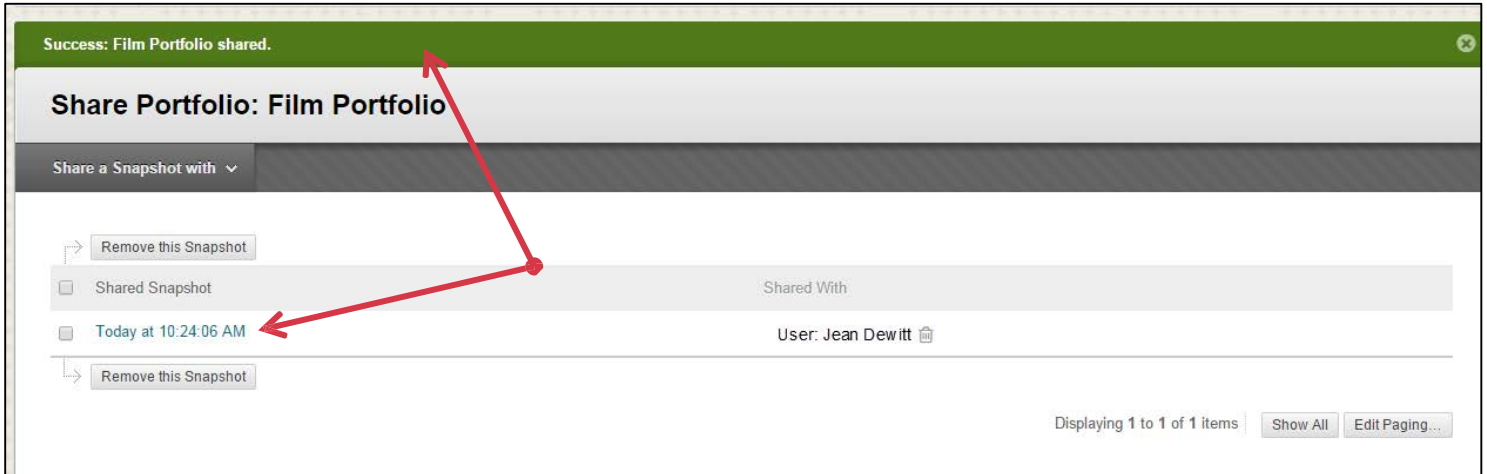 Success: Film Portfolio shared.
Share Portfolio: Film Portfolio
Share a Snapshot with
Remove this Snapshot
Shared Snapshot Shared With
Today at 10:24:06 AM User: Jean Dewitt
Remove this Snapshot
Displaying 1 to 1 of 1 items Show All Edit Paging...